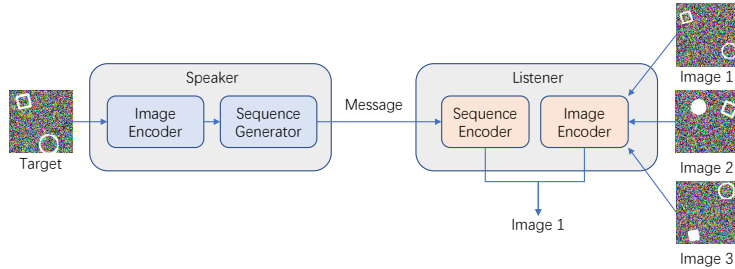 Speaker
Image
Encoder
Sequence
Generator
Target
Message
Listener
Sequence
Encoder
Image
Encoder
Image 1
Image 1
Image 2
Image 3